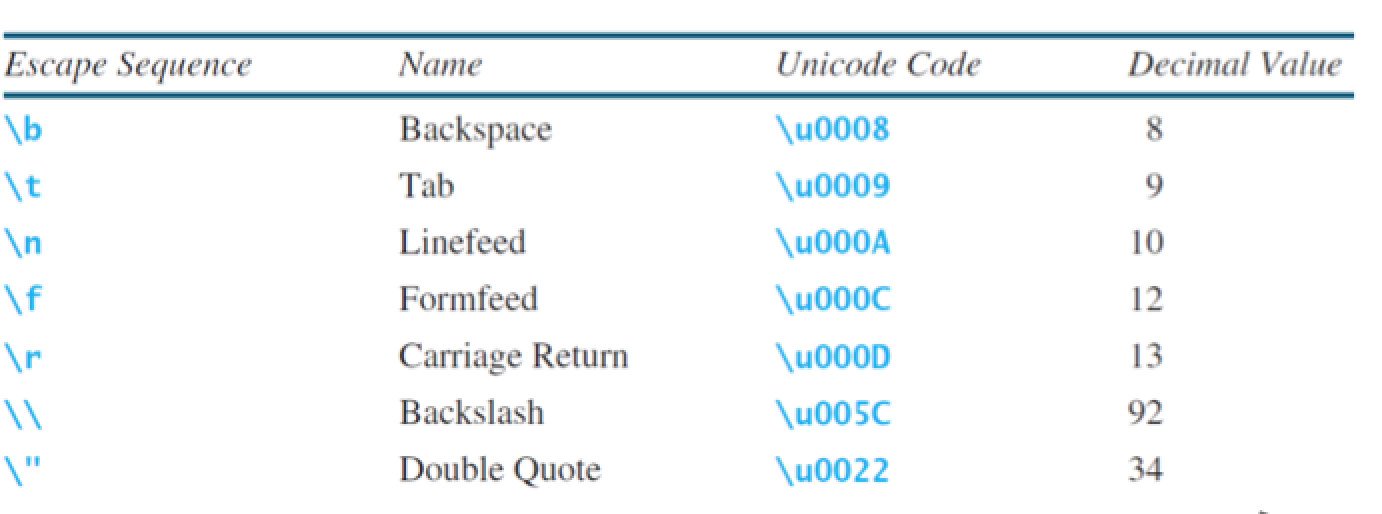 Escape Sequence Name Unicode Code Decimal Value
\b Backspace \u0008 8
\t Tab \u0009 9
\n Linefeed \u000A 10
\f Formfeed \u000C 12
\r Carriage Return \u000D 13
\\ Backslash \u005C 92
\" Double Quote \u0022 34